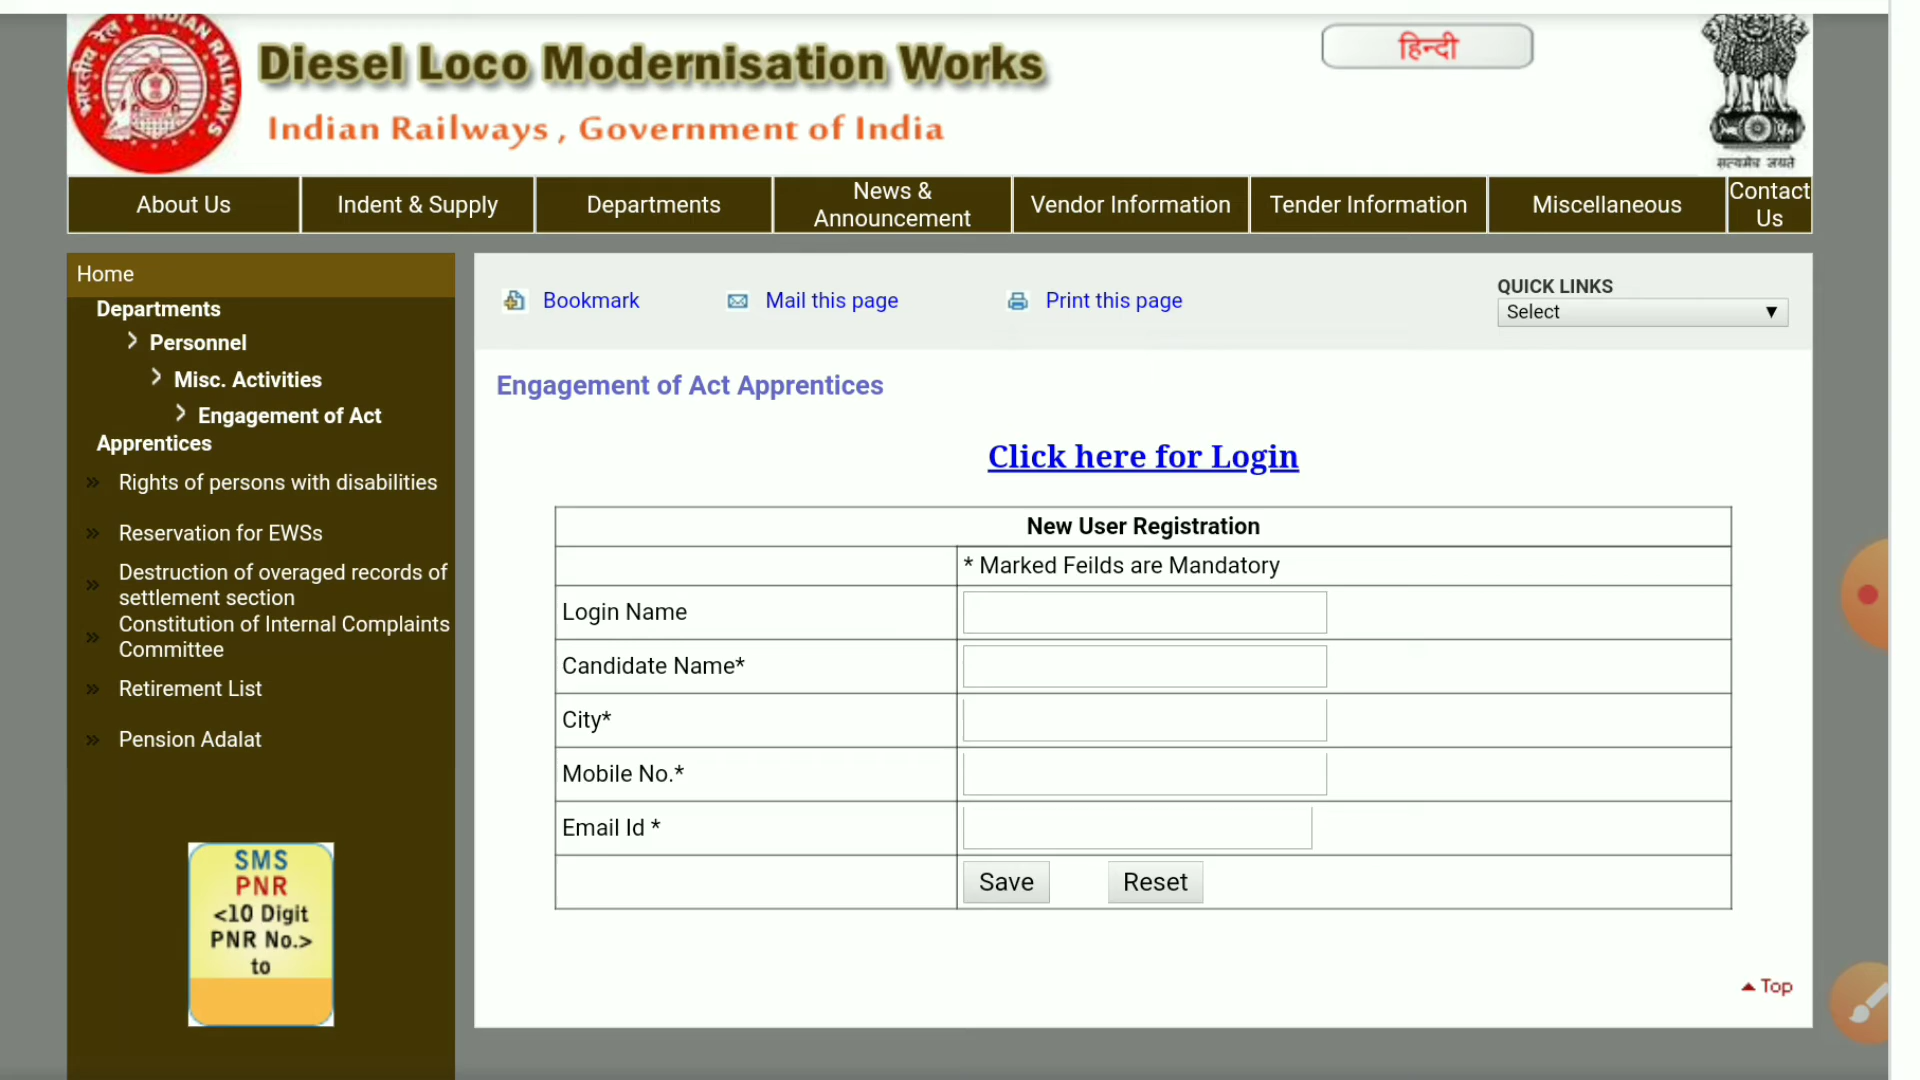 भारतीय रेल INDIAN RAILWAYS
Diesel Loco Modernisation Works
Indian Railways , Government of India
हिन्दी
सत्यमेव जयते
About Us
Indent & Supply
Departments
News &
Announcement
Vendor Information
Tender Information
Miscellaneous
Contact
Us
Home
Departments
Personnel
Misc. Activities
Engagement of Act
Apprentices
» Rights of persons with disabilities
» Reservation for EWSs
» Destruction of overaged records of
settlement section
» Constitution of Internal Complaints
Committee
» Retirement List
» Pension Adalat
SMS
PNR
<10 Digit
PNR No.>
to
Bookmark
Mail this page
Print this page
QUICK LINKS
Select
Engagement of Act Apprentices
Click here for Login
New User Registration
* Marked Feilds are Mandatory
Login Name
Candidate Name*
City*
Mobile No.*
Email Id *
Save
Reset
Top